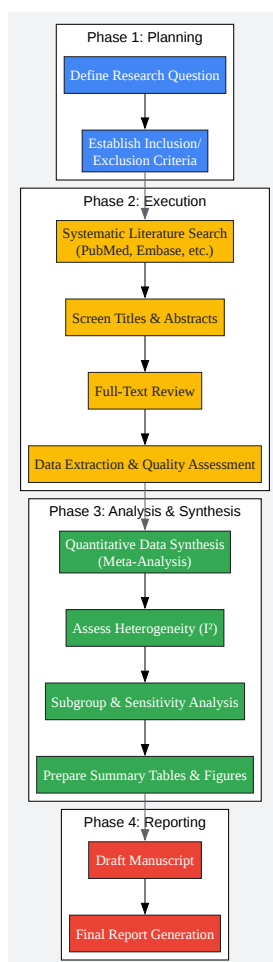 Phase 1: Planning
Define Research Question
Establish Inclusion/
Exclusion Criteria
Phase 2: Execution
Systematic Literature Search
(PubMed, Embase, etc.)
Screen Titles & Abstracts
Full-Text Review
Data Extraction & Quality Assessment
Phase 3: Analysis & Synthesis
Quantitative Data Synthesis
(Meta-Analysis)
Assess Heterogeneity (I²)
Subgroup & Sensitivity Analysis
Prepare Summary Tables & Figures
Phase 4: Reporting
Draft Manuscript
Final Report Generation